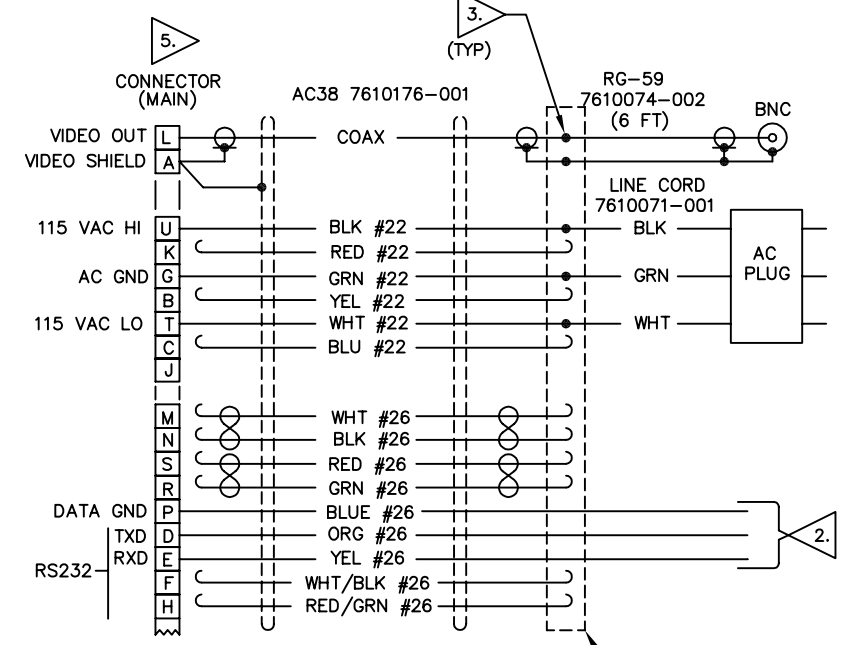 3.
(TYP)
5.
CONNECTOR
(MAIN)
AC38 7610176-001
RG-59
7610074-002
(6 FT)
BNC
VIDEO OUT L COAX
VIDEO SHIELD A
LINE CORD
7610071-001
115 VAC HI U BLK #22 BLK
K RED #22
AC GND G GRN #22 GRN
AC
PLUG
B YEL #22
115 VAC LO T WHT #22 WHT
C BLU #22
J
M WHT #26
N BLK #26
S RED #26
R GRN #26
DATA GND P BLUE #26
TXD D ORG #26
2.
RXD E YEL #26
RS232
F WHT/BLK #26
H RED/GRN #26